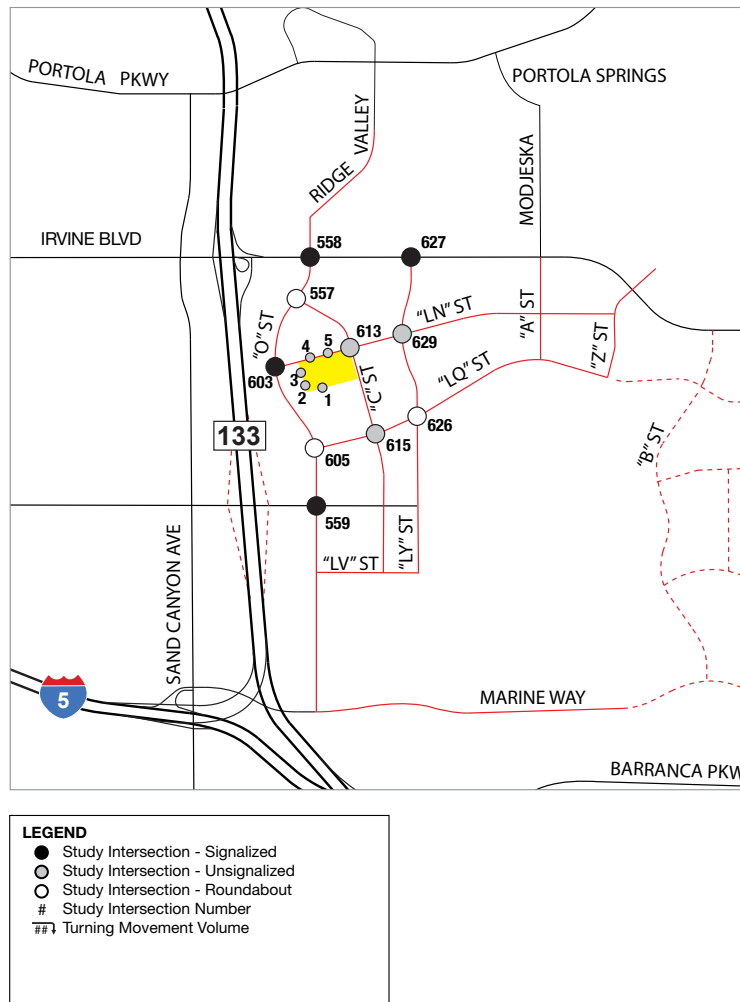 PORTOLA PKWY
PORTOLA SPRINGS
RIDGE VALLEY
MODJESKA
IRVINE BLVD
558
627
557
"LN" ST
"O" ST
613
629
"A" ST
"Z" ST
4
5
603
3
2
1
"C" ST
"LQ" ST
626
133
605
615
"B" ST
559
"LV" ST
"LY" ST
SAND CANYON AVE
5
MARINE WAY
BARRANCA PKW
LEGEND
Study Intersection - Signalized
Study Intersection - Unsignalized
Study Intersection - Roundabout
# Study Intersection Number
## Turning Movement Volume